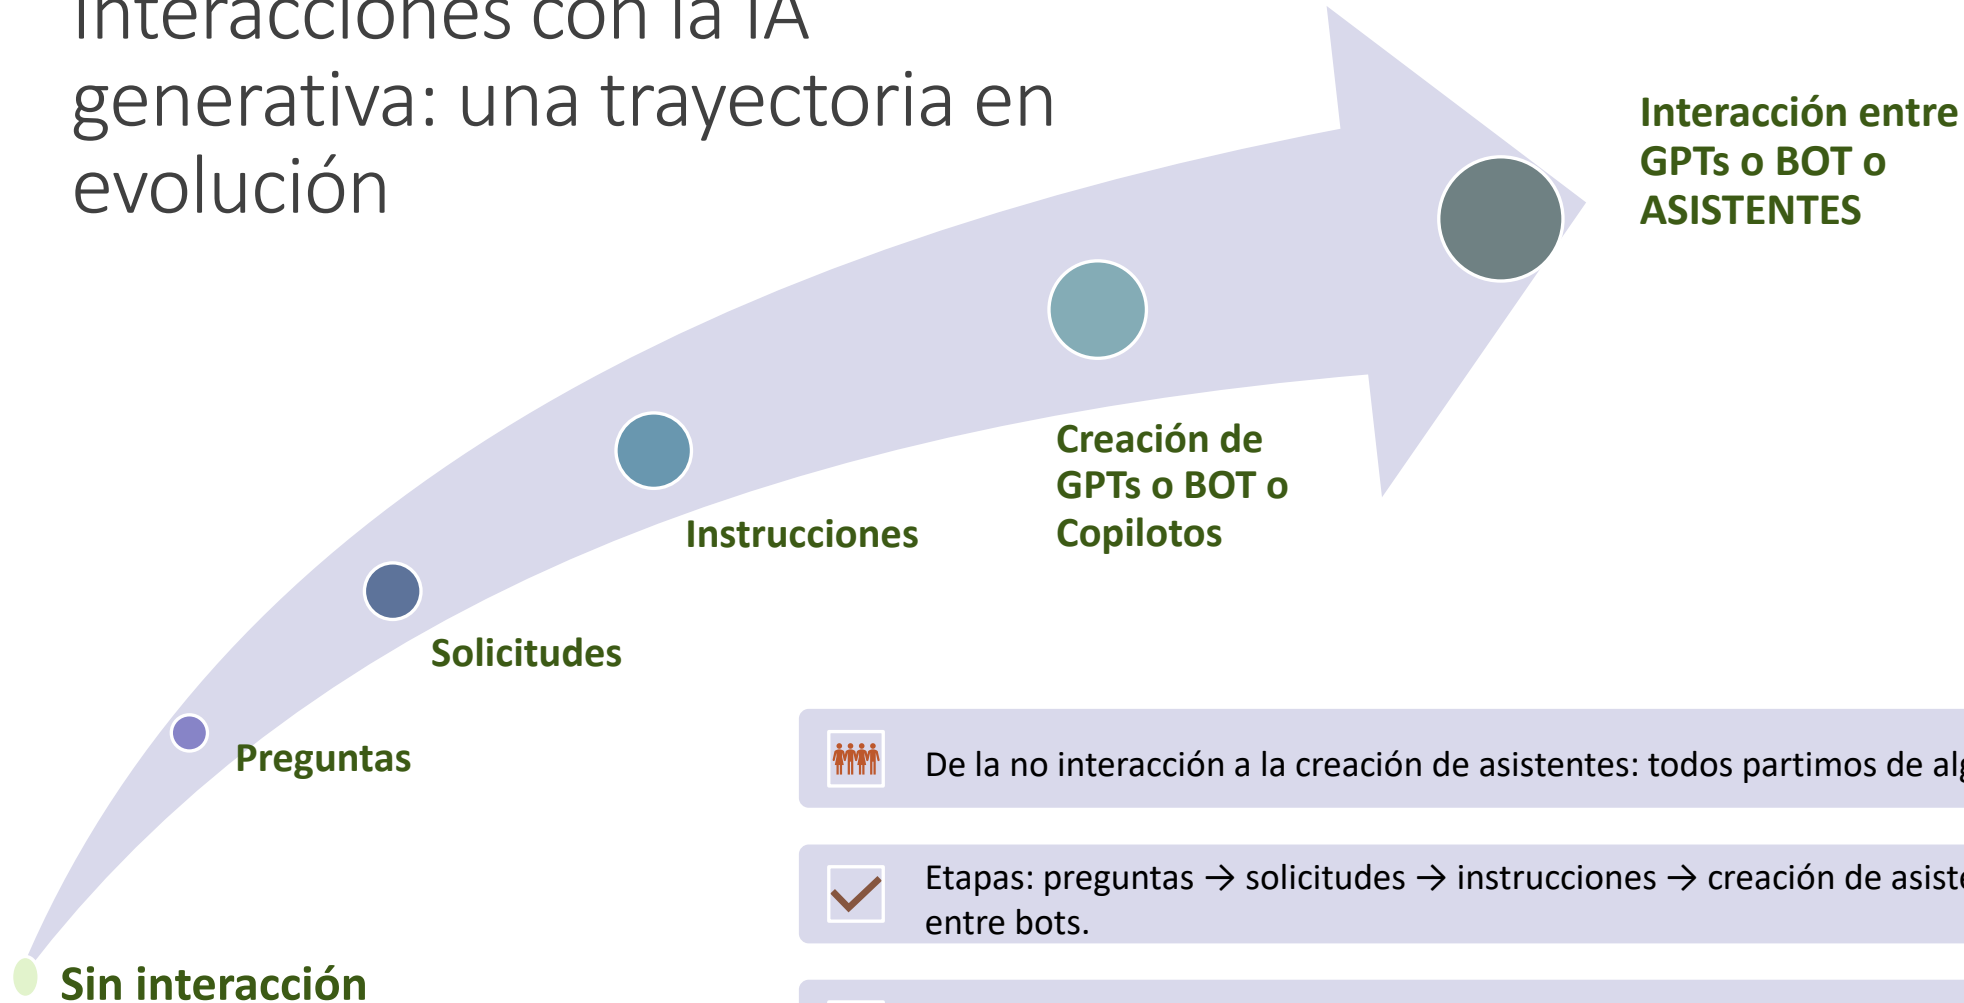 Interacciones con la IA
generativa: una trayectoria en
evolución
Interacción entre
GPTs o BOT o
ASISTENTES
Creación de
GPTs o BOT o
Copilotos
Instrucciones
Solicitudes
Preguntas
Sin interacción
De la no interacción a la creación de asistentes: todos partimos de
Etapas: preguntas → solicitudes → instrucciones → creación de
entre bots.